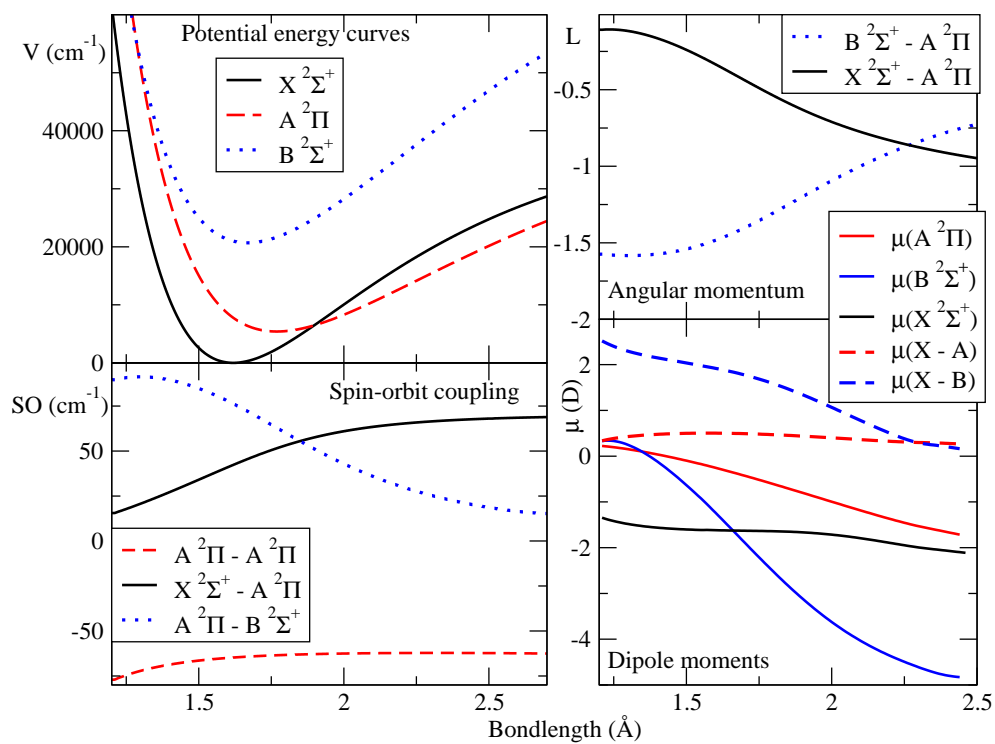 Potential energy curves
V (cm⁻¹)
X ²Σ⁺
A ²Π
B ²Σ⁺
40000
20000
0
L
B ²Σ⁺ - A ²Π
X ²Σ⁺ - A ²Π
-0.5
-1
-1.5
-2
Angular momentum
μ(A ²Π)
μ(B ²Σ⁺)
μ(X ²Σ⁺)
μ(X - A)
μ(X - B)
Spin-orbit coupling
SO (cm⁻¹)
50
0
-50
A ²Π - A ²Π
X ²Σ⁺ - A ²Π
A ²Π - B ²Σ⁺
1.5
2
2.5
μ (D)
2
0
-2
-4
Dipole moments
1.5
2
2.5
Bondlength (Å)